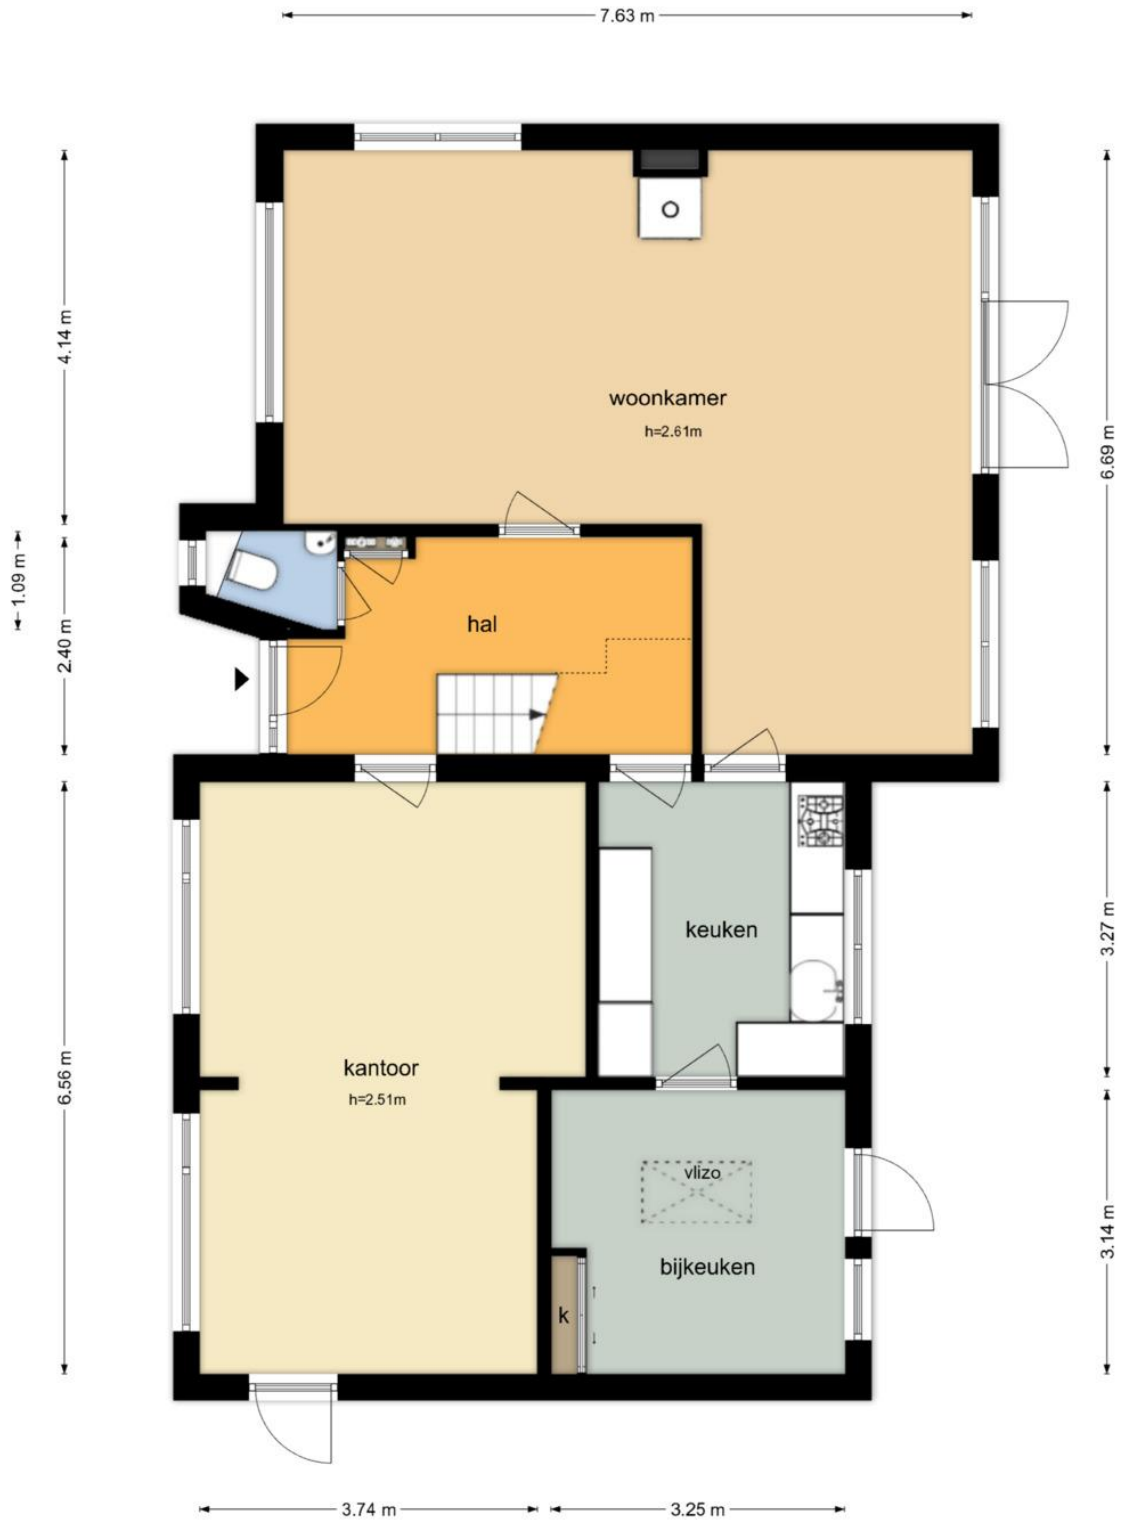 7.63 m
4.14 m
woonkamer
h=2.61m
6.69 m
1.09 m
2.40 m
hal
3.27 m
keuken
6.56 m
kantoor
h=2.51m
vlizo
3.14 m
bijkeuken
k
3.74 m
3.25 m